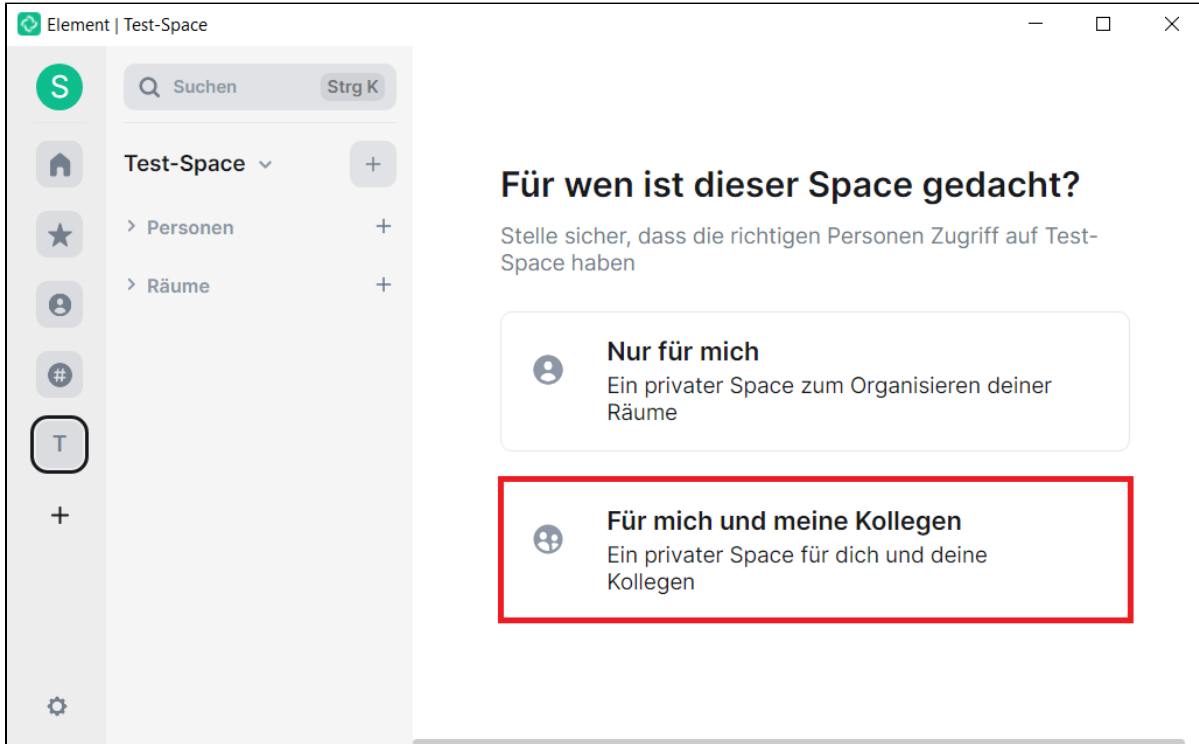 Element | Test-Space
S
Suchen
Strg K
Test-Space
Personen
Räume
T
Für wen ist dieser Space gedacht?
Stelle sicher, dass die richtigen Personen Zugriff auf Test-
Space haben
Nur für mich
Ein privater Space zum Organisieren deiner
Räume
Für mich und meine Kollegen
Ein privater Space für dich und deine
Kollegen